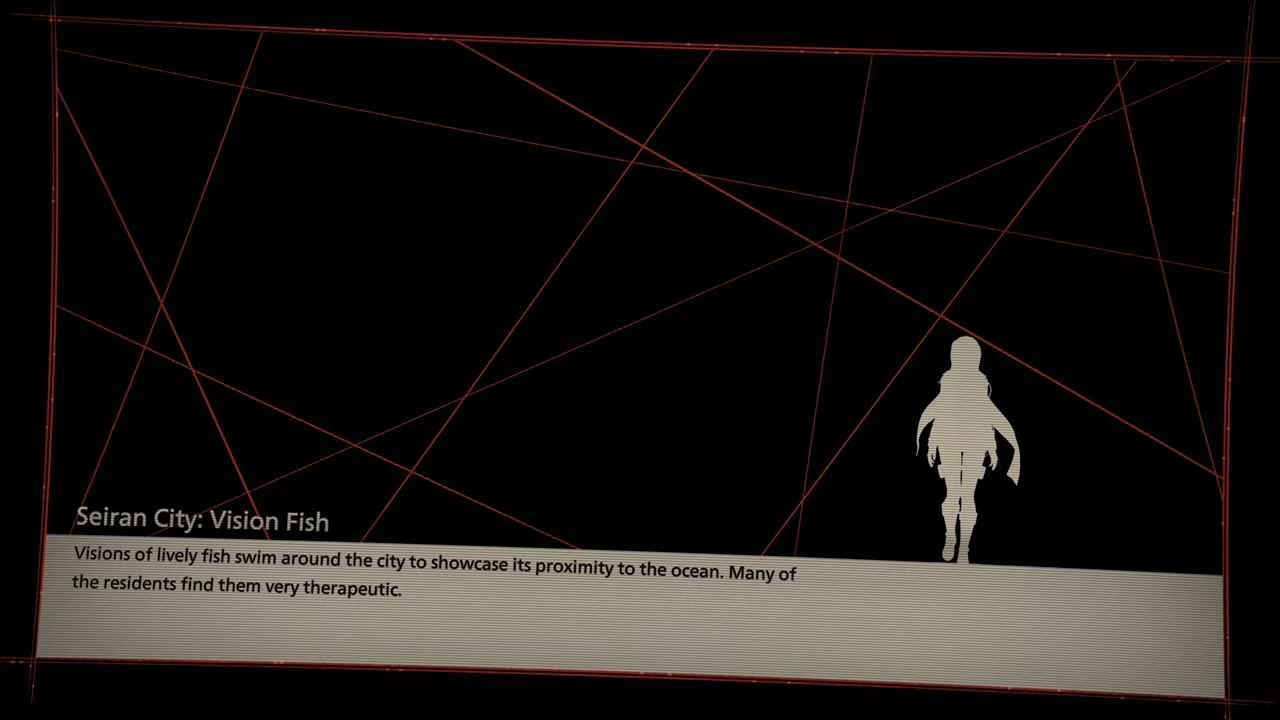 Seiran City: Vision Fish
Visions of lively fish swim around the city to showcase its proximity to the ocean. Many of
the residents find them very therapeutic.